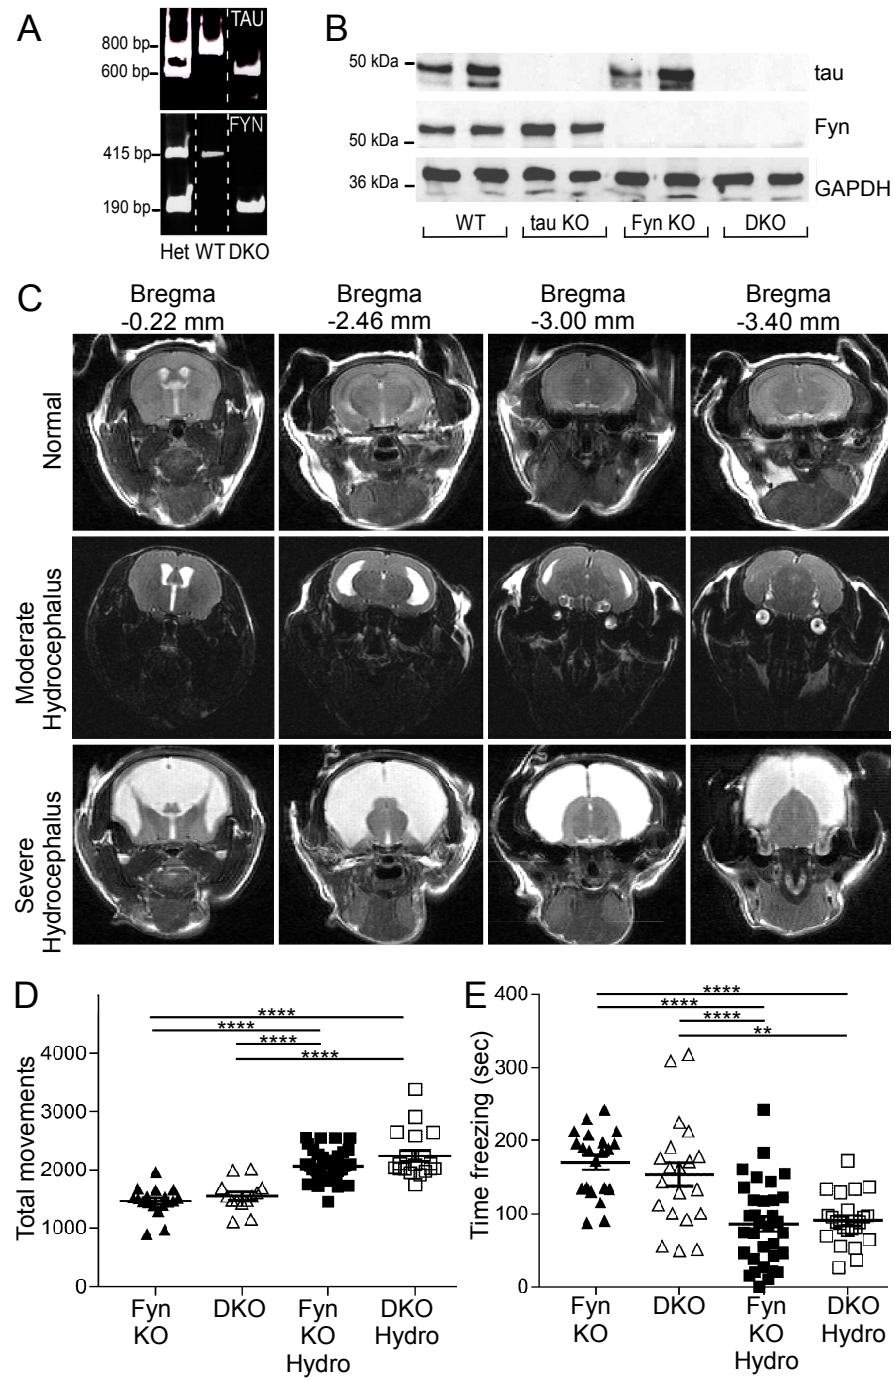 A
TAU
800 bp
600 bp
FYN
415 bp
190 bp
Het WT DKO
B
50 kDa
tau
Fyn
50 kDa
36 kDa
GAPDH
WT tau KO Fyn KO DKO
C
Bregma
-0.22 mm
Bregma
-2.46 mm
Bregma
-3.00 mm
Bregma
-3.40 mm
Normal
Moderate
Hydrocephalus
Severe
Hydrocephalus
D
****
****
****
****
Total movements
4000
3000
2000
1000
0
Fyn
KO
DKO
Fyn
KO
Hydro
DKO
Hydro
E
****
****
****
**
Time freezing (sec)
400
300
200
100
0
Fyn
KO
DKO
Fyn
KO
Hydro
DKO
Hydro